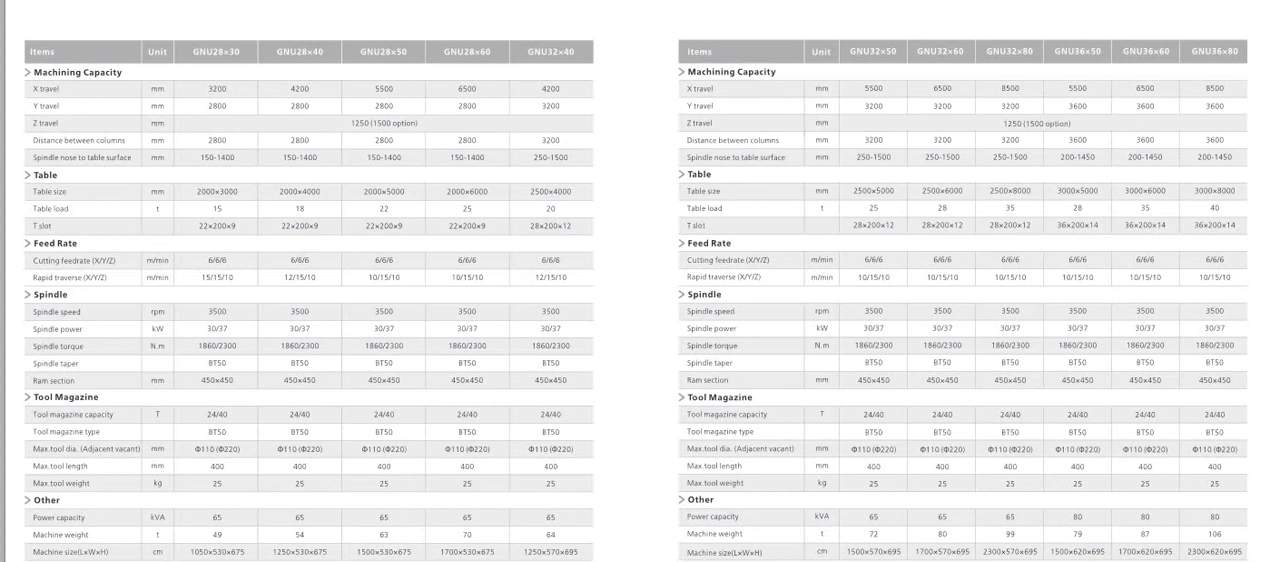 Items Unit GNU28×30 GNU28×40 GNU28×50 GNU28×60 GNU32×40
Machining Capacity
X travel mm 3200 4200 5500 6500 4200
Y travel mm 2800 2800 2800 2800 3200
Z travel mm 1250 (1500 option)
Distance between columns mm 2800 2800 2800 2800 3200
Spindle nose to table surface mm 150-1400 150-1400 150-1400 150-1400 250-1500
Table
Table size mm 2000×3000 2000×4000 2000×5000 2000×6000 2500×4000
Table load t 15 18 22 25 20
T slot 22×200×9 22×200×9 22×200×9 22×200×9 28×200×12
Feed Rate
Cutting feedrate (X/Y/Z) m/min 6/6/6 6/6/6 6/6/6 6/6/6 6/6/6
Rapid traverse (X/Y/Z) m/min 15/15/10 12/15/10 10/15/10 10/15/10 12/15/10
Spindle
Spindle speed rpm 3500 3500 3500 3500 3500
Spindle power kW 30/37 30/37 30/37 30/37 30/37
Spindle torque N.m 1860/2300 1860/2300 1860/2300 1860/2300 1860/2300
Spindle taper BT50 BT50 BT50 BT50 BT50
Ram section mm 450×450 450×450 450×450 450×450 450×450
Tool Magazine
Tool magazine capacity T 24/40 24/40 24/40 24/40 24/40
Tool magazine type BT50 BT50 BT50 BT50 BT50
Max.tool dia. (Adjacent vacant) mm Φ110 (Φ220) Φ110 (Φ220) Φ110 (Φ220) Φ110 (Φ220) Φ110 (Φ220)
Max.tool length mm 400 400 400 400 400
Max.tool weight kg 25 25 25 25 25
Other
Power capacity kVA 65 65 65 65 65
Machine weight t 49 54 63 70 64
Machine size(L×W×H) cm 1050×530×675 1250×530×675 1500×530×675 1700×530×675 1250×570×695
Items Unit GNU32×50 GNU32×60 GNU32×80 GNU36×50 GNU36×60 GNU36×80
Machining Capacity
X travel mm 5500 6500 8500 5500 6500 8500
Y travel mm 3200 3200 3200 3600 3600 3600
Z travel mm 1250 (1500 option)
Distance between columns mm 3200 3200 3200 3600 3600 3600
Spindle nose to table surface mm 250-1500 250-1500 250-1500 200-1450 200-1450 200-1450
Table
Table size mm 2500×5000 2500×6000 2500×8000 3000×5000 3000×6000 3000×8000
Table load t 25 28 35 28 35 40
T slot 28×200×12 28×200×12 28×200×12 36×200×14 36×200×14 36×200×14
Feed Rate
Cutting feedrate (X/Y/Z) m/min 6/6/6 6/6/6 6/6/6 6/6/6 6/6/6 6/6/6
Rapid traverse (X/Y/Z) m/min 10/15/10 10/15/10 10/15/10 10/15/10 10/15/10 10/15/10
Spindle
Spindle speed rpm 3500 3500 3500 3500 3500 3500
Spindle power kW 30/37 30/37 30/37 30/37 30/37 30/37
Spindle torque N.m 1860/2300 1860/2300 1860/2300 1860/2300 1860/2300 1860/2300
Spindle taper BT50 BT50 BT50 BT50 BT50 BT50
Ram section mm 450×450 450×450 450×450 450×450 450×450 450×450
Tool Magazine
Tool magazine capacity T 24/40 24/40 24/40 24/40 24/40 24/40
Tool magazine type BT50 BT50 BT50 BT50 BT50 BT50
Max.tool dia. (Adjacent vacant) mm Φ110 (Φ220) Φ110 (Φ220) Φ110 (Φ220) Φ110 (Φ220) Φ110 (Φ220) Φ110 (Φ220)
Max.tool length mm 400 400 400 400 400 400
Max.tool weight kg 25 25 25 25 25 25
Other
Power capacity kVA 65 65 65 80 80 80
Machine weight t 72 80 99 79 87 106
Machine size(L×W×H) cm 1500×570×695 1700×570×695 2300×570×695 1500×620×695 1700×620×695 2300×620×695